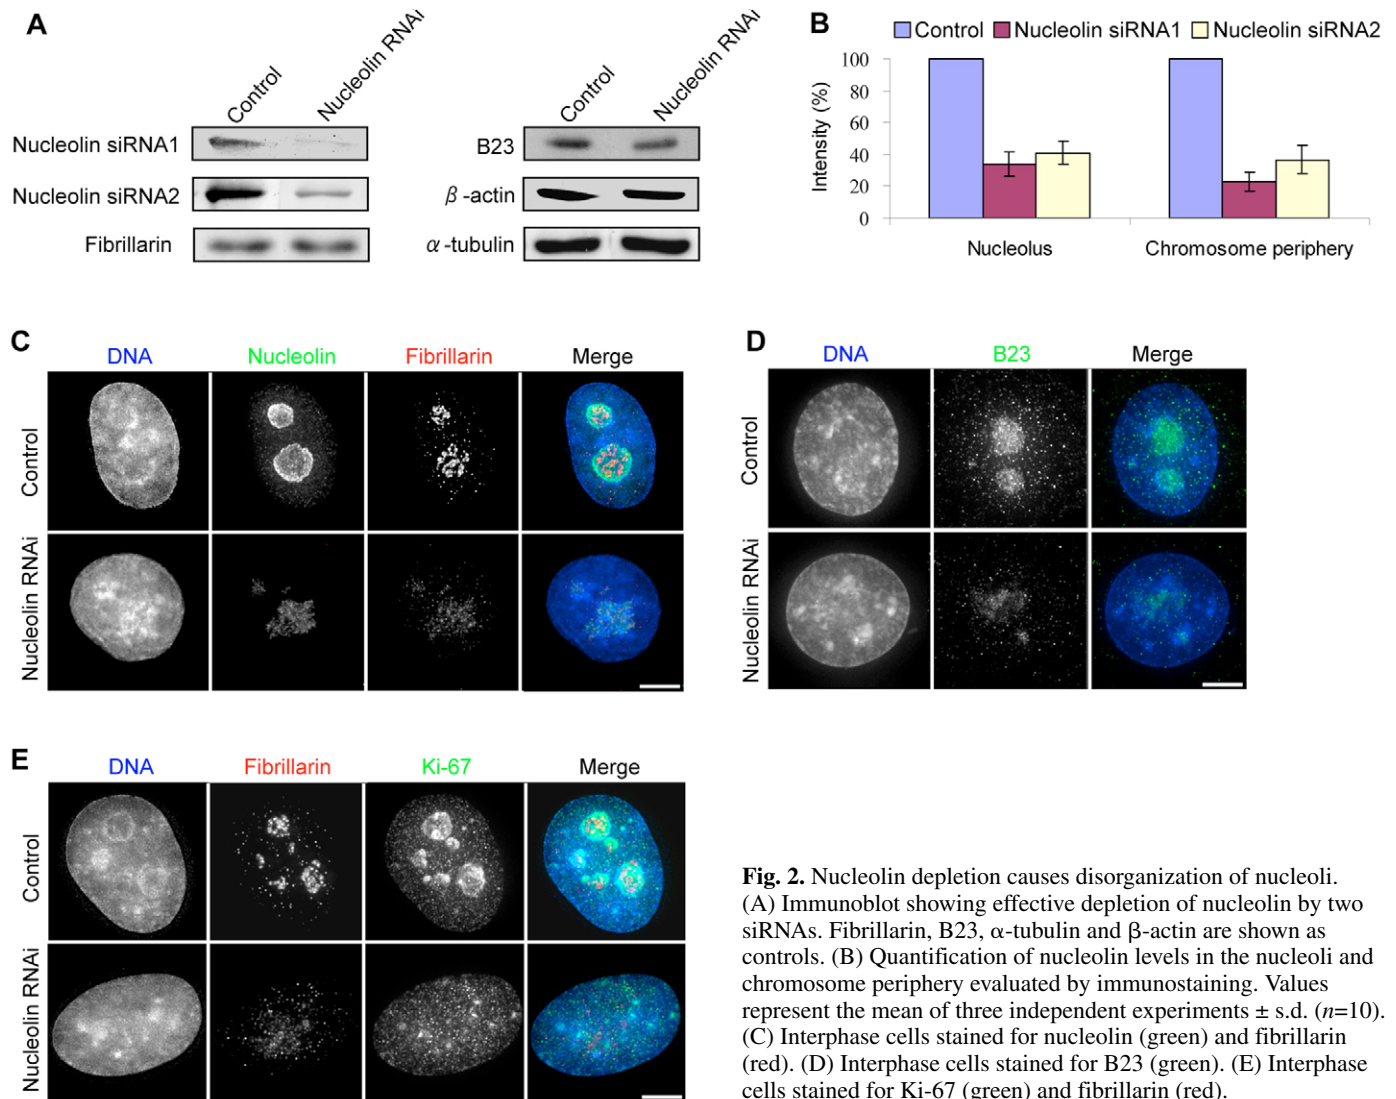 A
Control
Nucleolin RNAi
Nucleolin siRNA1
Nucleolin siRNA2
Fibrillarin
Control
Nucleolin RNAi
B23
β-actin
α-tubulin
B
Control Nucleolin siRNA1 Nucleolin siRNA2
Intensity (%)
100
80
60
40
20
0
Nucleolus Chromosome periphery
C
DNA Nucleolin Fibrillarin Merge
Control
Nucleolin RNAi
D
DNA B23 Merge
Control
Nucleolin RNAi
E
DNA Fibrillarin Ki-67 Merge
Control
Nucleolin RNAi
Fig. 2. Nucleolin depletion causes disorganization of nucleoli.
(A) Immunoblot showing effective depletion of nucleolin by two
siRNAs. Fibrillarin, B23, α-tubulin and β-actin are shown as
controls. (B) Quantification of nucleolin levels in the nucleoli and
chromosome periphery evaluated by immunostaining. Values
represent the mean of three independent experiments ± s.d. (n=10).
(C) Interphase cells stained for nucleolin (green) and fibrillarin
(red). (D) Interphase cells stained for B23 (green). (E) Interphase
cells stained for Ki-67 (green) and fibrillarin (red).